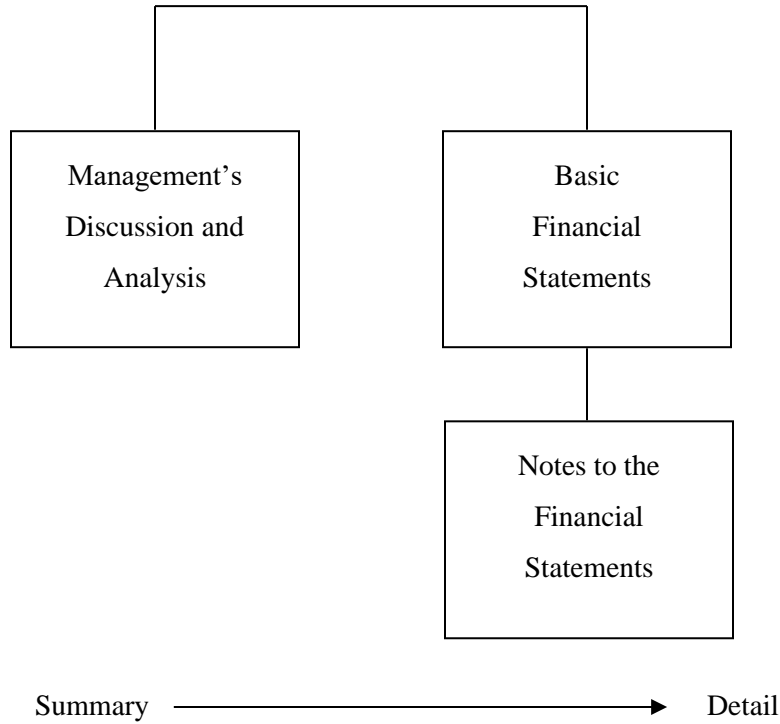 Management’s
Discussion and
Analysis
Basic
Financial
Statements
Notes to the
Financial
Statements
Summary Detail